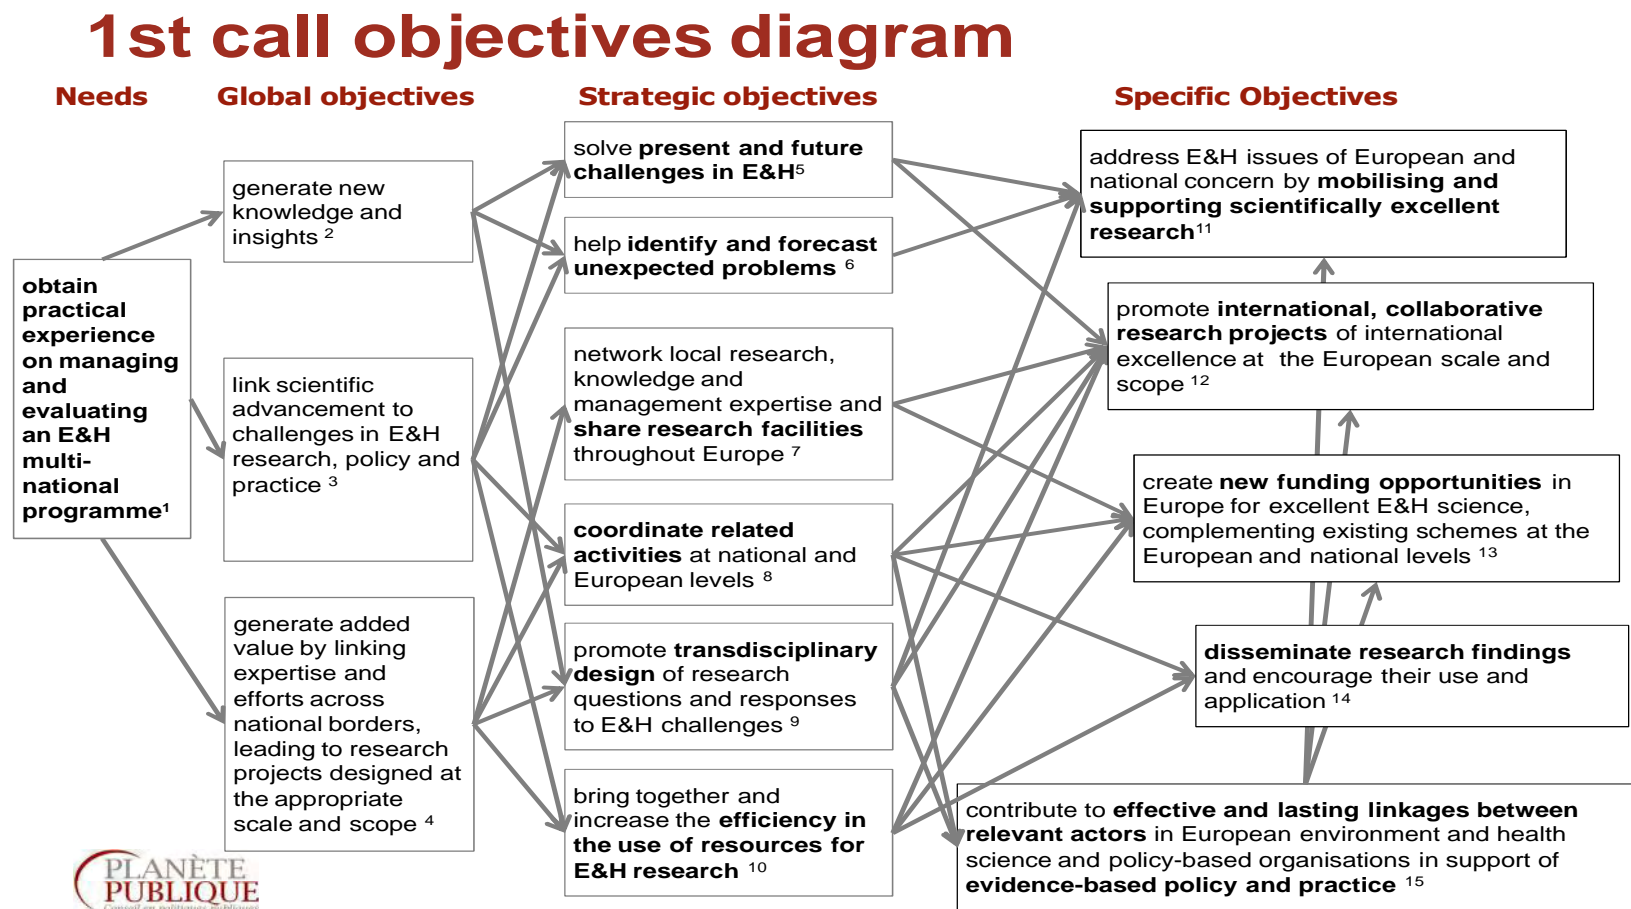 1st call objectives diagram
Needs
Global objectives
Strategic objectives
Specific Objectives
obtain
practical
experience
on managing
and
evaluating
an E&H
multi-
national
programme¹
generate new
knowledge and
insights ²
link scientific
advancement to
challenges in E&H
research, policy and
practice ³
generate added
value by linking
expertise and
efforts across
national borders,
leading to research
projects designed at
the appropriate
scale and scope ⁴
solve present and future
challenges in E&H⁵
help identify and forecast
unexpected problems ⁶
network local research,
knowledge and
management expertise and
share research facilities
throughout Europe ⁷
coordinate related
activities at national and
European levels ⁸
promote transdisciplinary
design of research
questions and responses
to E&H challenges ⁹
bring together and
increase the efficiency in
the use of resources for
E&H research ¹⁰
address E&H issues of European and
national concern by mobilising and
supporting scientifically excellent
research¹¹
promote international, collaborative
research projects of international
excellence at the European scale and
scope ¹²
create new funding opportunities in
Europe for excellent E&H science,
complementing existing schemes at the
European and national levels ¹³
disseminate research findings
and encourage their use and
application ¹⁴
contribute to effective and lasting linkages between
relevant actors in European environment and health
science and policy-based organisations in support of
evidence-based policy and practice ¹⁵
PLANÈTE
PUBLIQUE
Conseil en politiques publiques